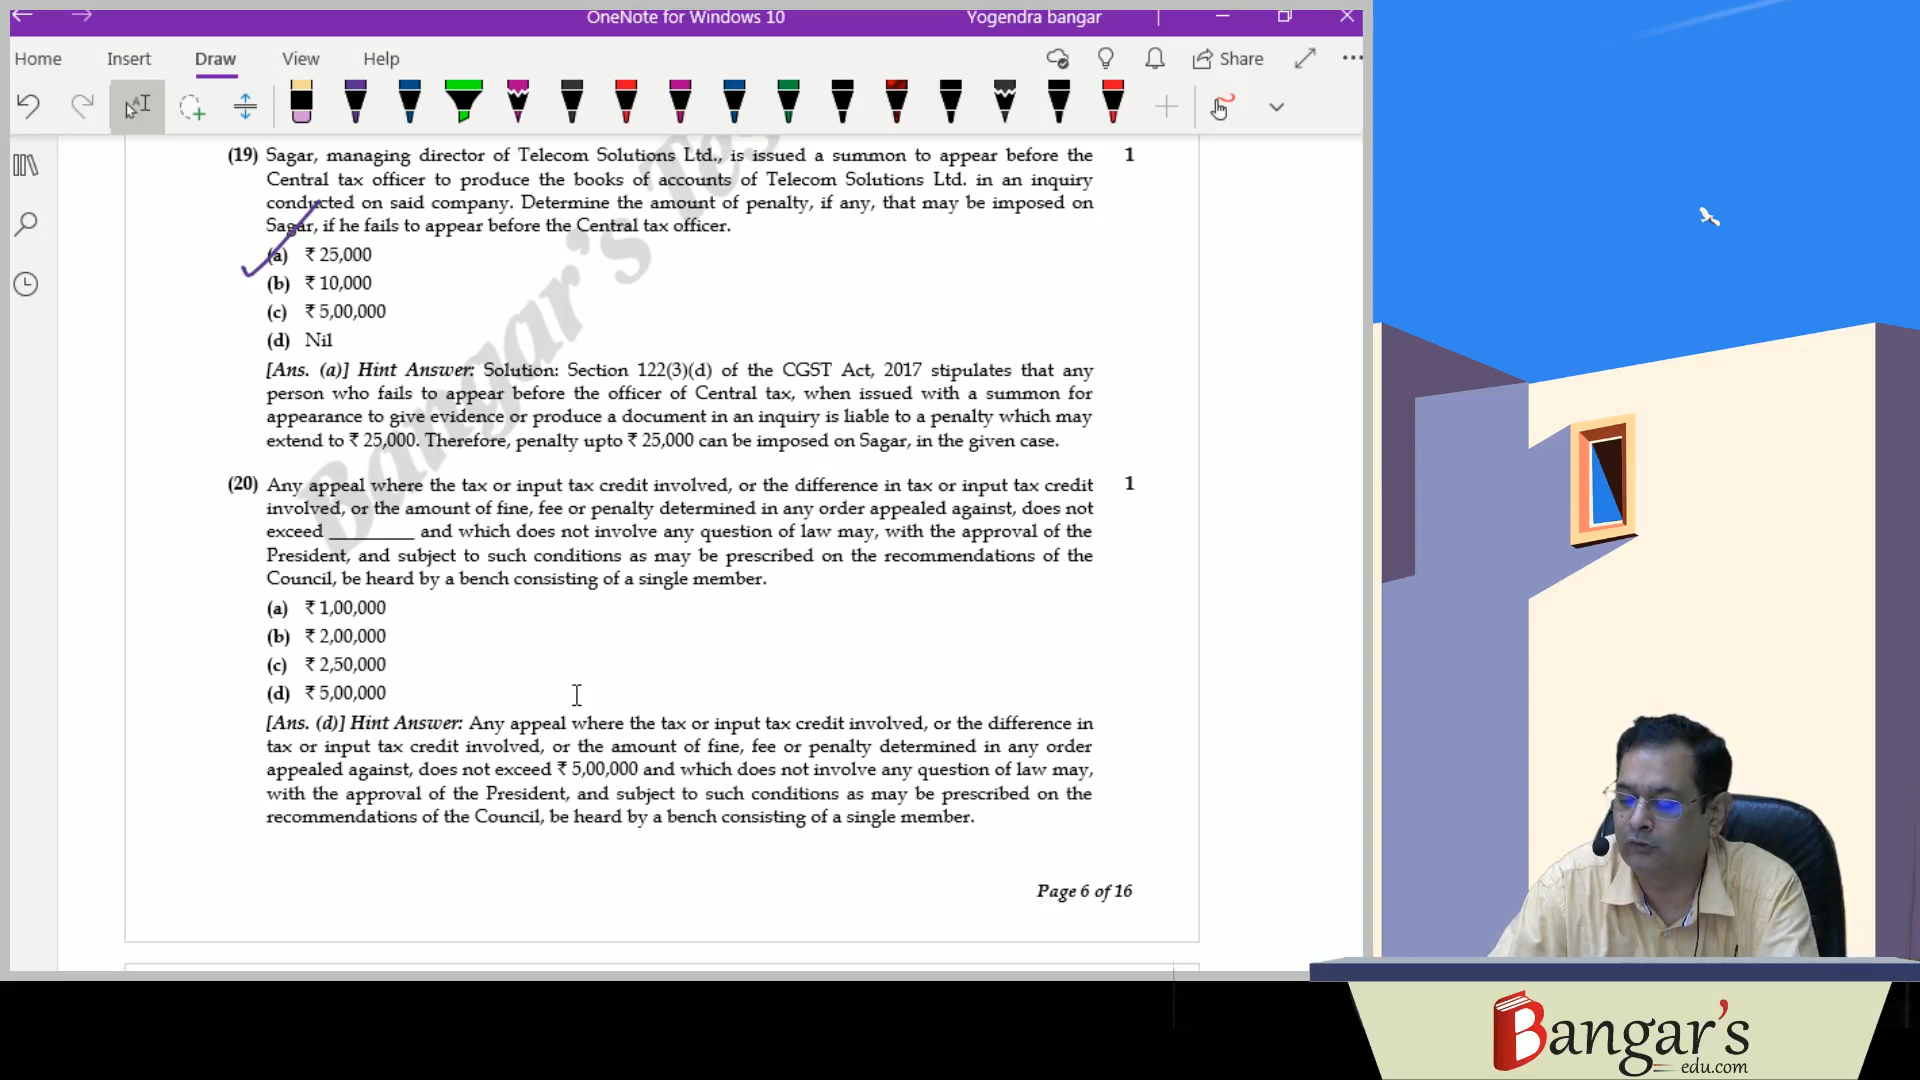 OneNote for Windows 10
Yogendra bangar
Home Insert Draw View Help
Share
(19) Sagar, managing director of Telecom Solutions Ltd., is issued a summon to appear before the 1
Central tax officer to produce the books of accounts of Telecom Solutions Ltd. in an inquiry
conducted on said company. Determine the amount of penalty, if any, that may be imposed on
Sagar, if he fails to appear before the Central tax officer.
(a) ₹ 25,000
(b) ₹ 10,000
(c) ₹ 5,00,000
(d) Nil
[Ans. (a)] Hint Answer: Solution: Section 122(3)(d) of the CGST Act, 2017 stipulates that any
person who fails to appear before the officer of Central tax, when issued with a summon for
appearance to give evidence or produce a document in an inquiry is liable to a penalty which may
extend to ₹ 25,000. Therefore, penalty upto ₹ 25,000 can be imposed on Sagar, in the given case.
(20) Any appeal where the tax or input tax credit involved, or the difference in tax or input tax credit 1
involved, or the amount of fine, fee or penalty determined in any order appealed against, does not
exceed ________ and which does not involve any question of law may, with the approval of the
President, and subject to such conditions as may be prescribed on the recommendations of the
Council, be heard by a bench consisting of a single member.
(a) ₹ 1,00,000
(b) ₹ 2,00,000
(c) ₹ 2,50,000
(d) ₹ 5,00,000
[Ans. (d)] Hint Answer: Any appeal where the tax or input tax credit involved, or the difference in
tax or input tax credit involved, or the amount of fine, fee or penalty determined in any order
appealed against, does not exceed ₹ 5,00,000 and which does not involve any question of law may,
with the approval of the President, and subject to such conditions as may be prescribed on the
recommendations of the Council, be heard by a bench consisting of a single member.
Page 6 of 16
Bangar's
Bangar's
edu.com